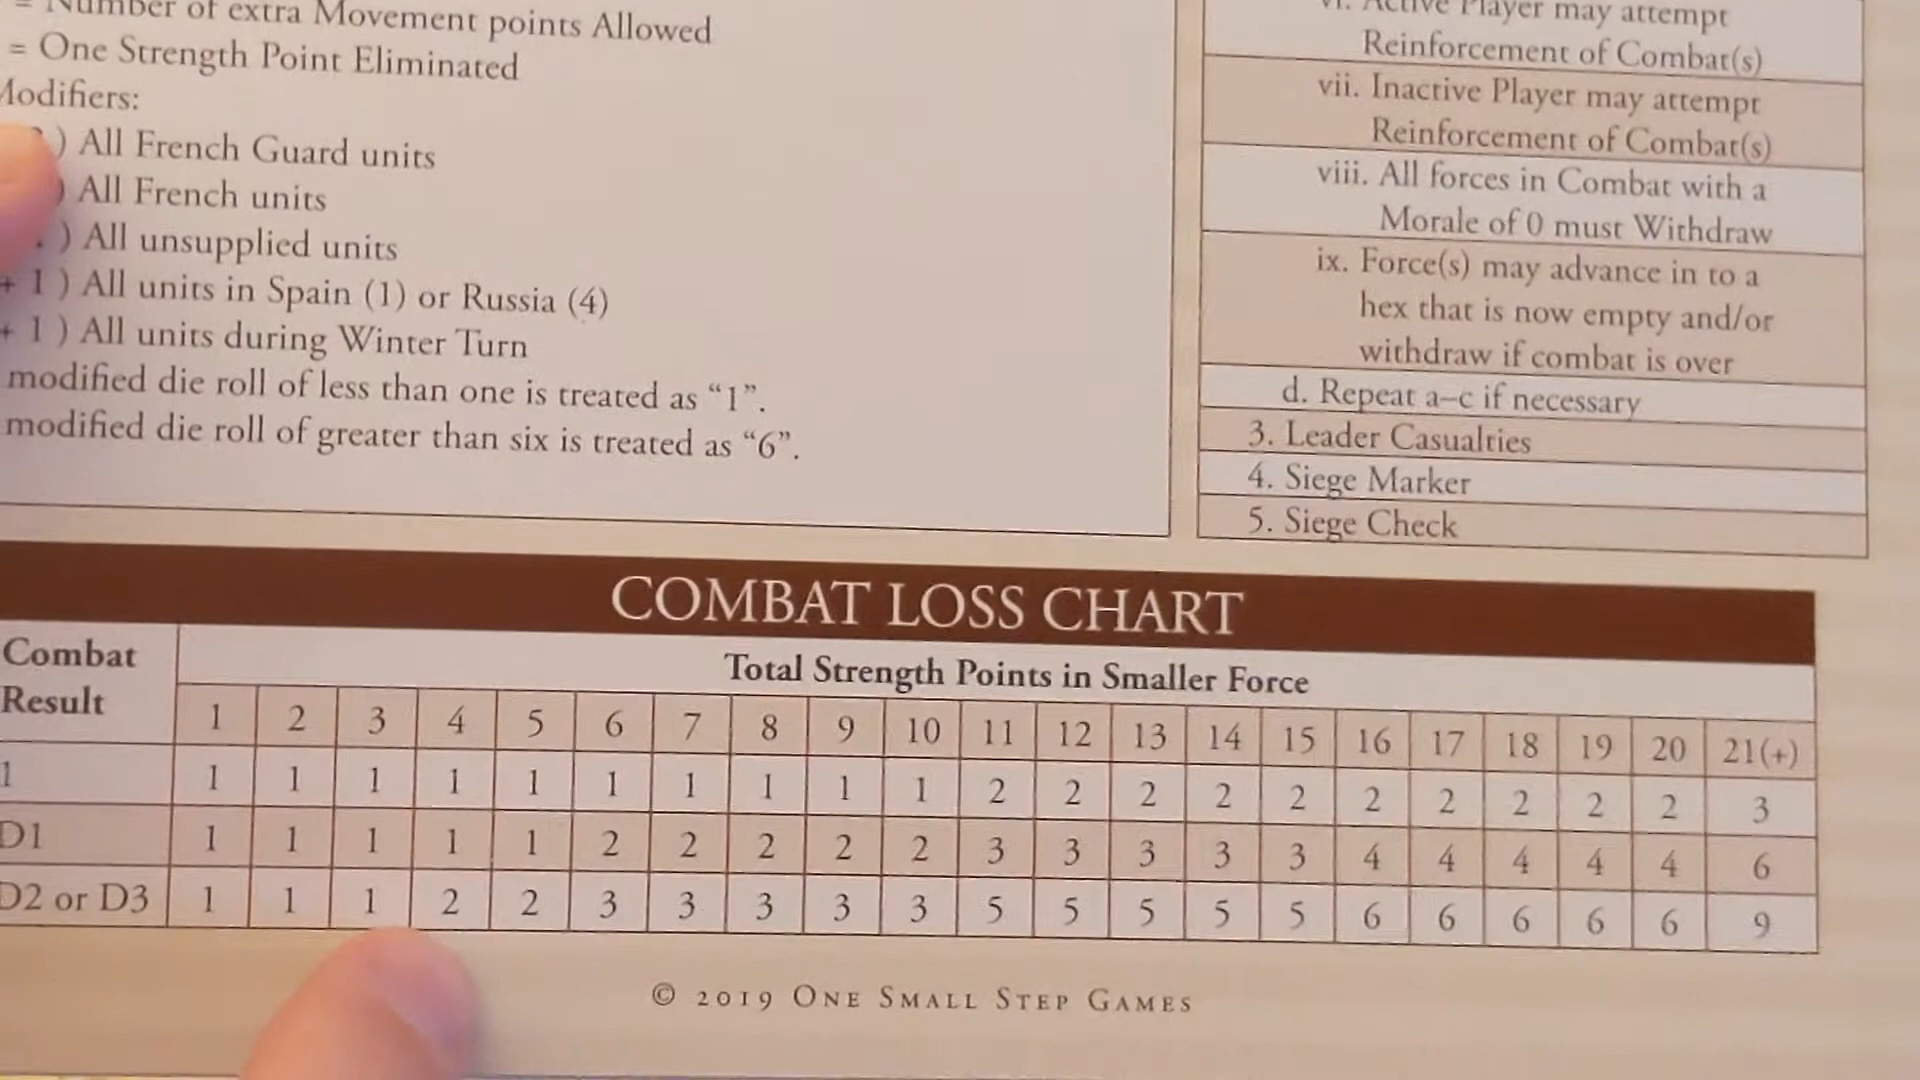 = Number of extra Movement points Allowed
= One Strength Point Eliminated
Modifiers:
) All French Guard units
) All French units
) All unsupplied units
+ 1 ) All units in Spain (1) or Russia (4)
+ 1 ) All units during Winter Turn
modified die roll of less than one is treated as “1”.
modified die roll of greater than six is treated as “6”.
vi. Active Player may attempt
Reinforcement of Combat(s)
vii. Inactive Player may attempt
Reinforcement of Combat(s)
viii. All forces in Combat with a
Morale of 0 must Withdraw
ix. Force(s) may advance in to a
hex that is now empty and/or
withdraw if combat is over
d. Repeat a–c if necessary
3. Leader Casualties
4. Siege Marker
5. Siege Check
COMBAT LOSS CHART
Combat
Result
Total Strength Points in Smaller Force
1 2 3 4 5 6 7 8 9 10 11 12 13 14 15 16 17 18 19 20 21(+)
1 1 1 1 1 1 1 1 1 1 1 2 2 2 2 2 2 2 2 2 2 3
D1 1 1 1 1 1 2 2 2 2 2 3 3 3 3 3 4 4 4 4 4 6
D2 or D3 1 1 1 2 2 3 3 3 3 3 5 5 5 5 5 6 6 6 6 6 9
© 2019 ONE SMALL STEP GAMES